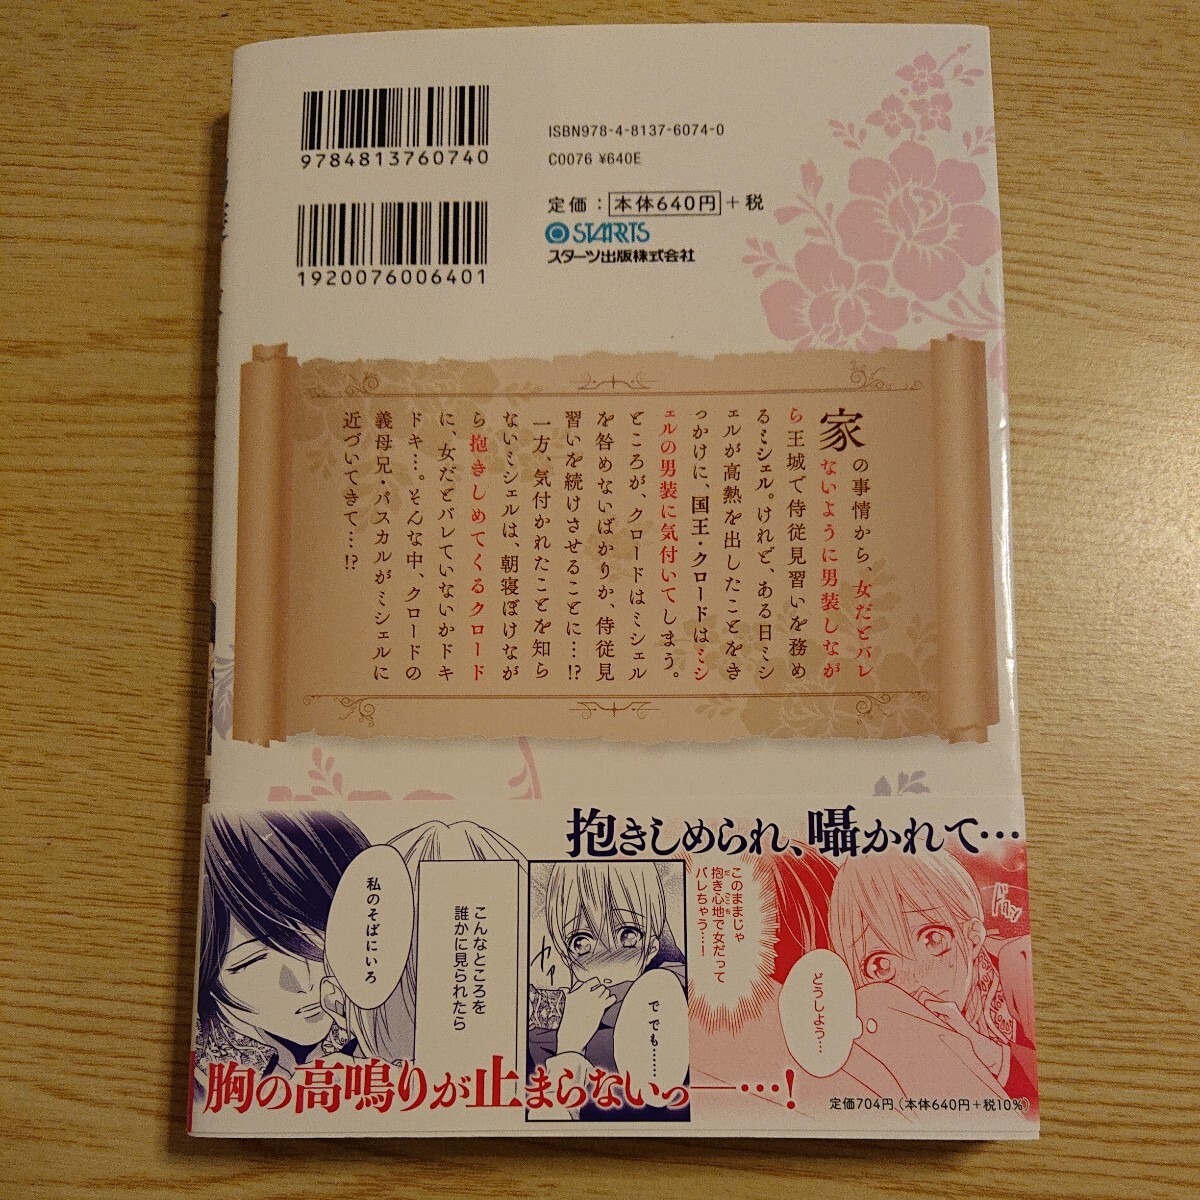 9784813760740
ISBN978-4-8137-6074-0
C0076 ¥640E
定価：本体640円＋税
STARTS
スターツ出版株式会社
1920076006401
家の事情から、女だとバレ
ないように男装しなが
ら王城で侍従見習いを務め
るミシェル。けれど、ある日ミシ
ェルが高熱を出したことをき
っかけに、国王・クロードはミシ
ェルの男装に気付いてしまう。
ところが、クロードはミシェル
を咎めないばかりか、侍従見
習いを続けさせることに…!?
一方、気付かれたことを知ら
ないミシェルは、朝寝ぼけなが
ら抱きしめてくるクロード
に、女だとバレていないかドキ
ドキ…。そんな中、クロードの
義母兄・パスカルがミシェルに
近づいてきて…!?
抱きしめられ、囁かれて…
ドキン
このままじゃ
抱き心地で女だって
バレちゃう…！
どうしよう…
カァ
で でも……
こんなところを
誰かに見られたら
私のそばにいろ
胸の高鳴りが止まらないっ—…！
定価704円（本体640円＋税10%）